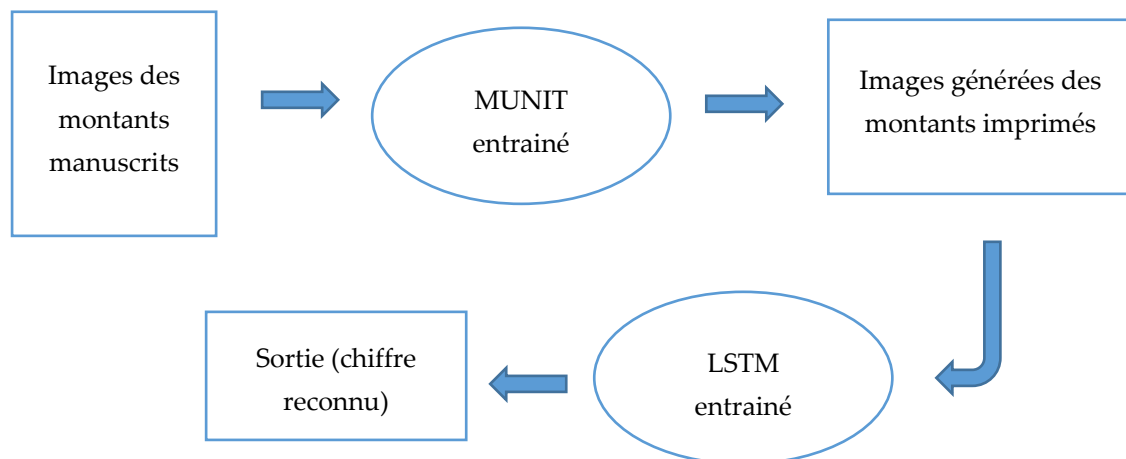 Images des
montants
manuscrits
MUNIT
entrainé
Images générées des
montants imprimés
LSTM
entrainé
Sortie (chiffre
reconnu)